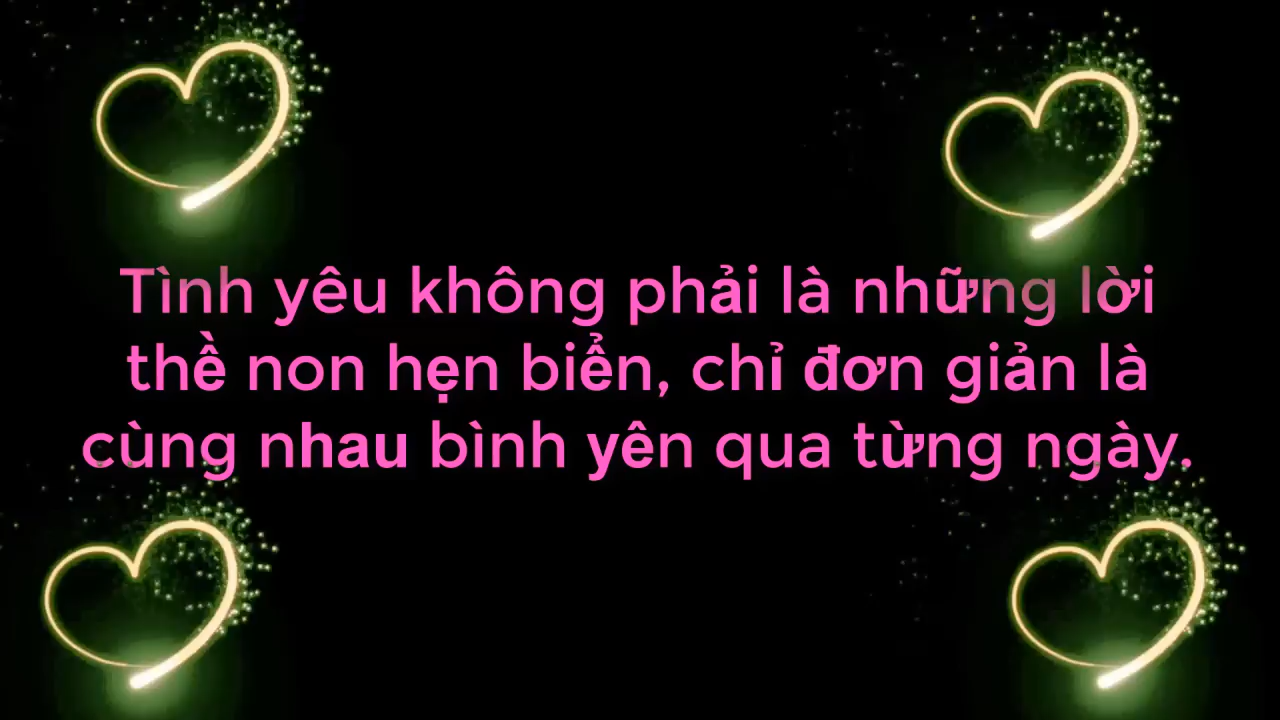 Tình yêu không phải là những lời
thề non hẹn biển, chỉ đơn giản là
cùng nhau bình yên qua từng ngày.